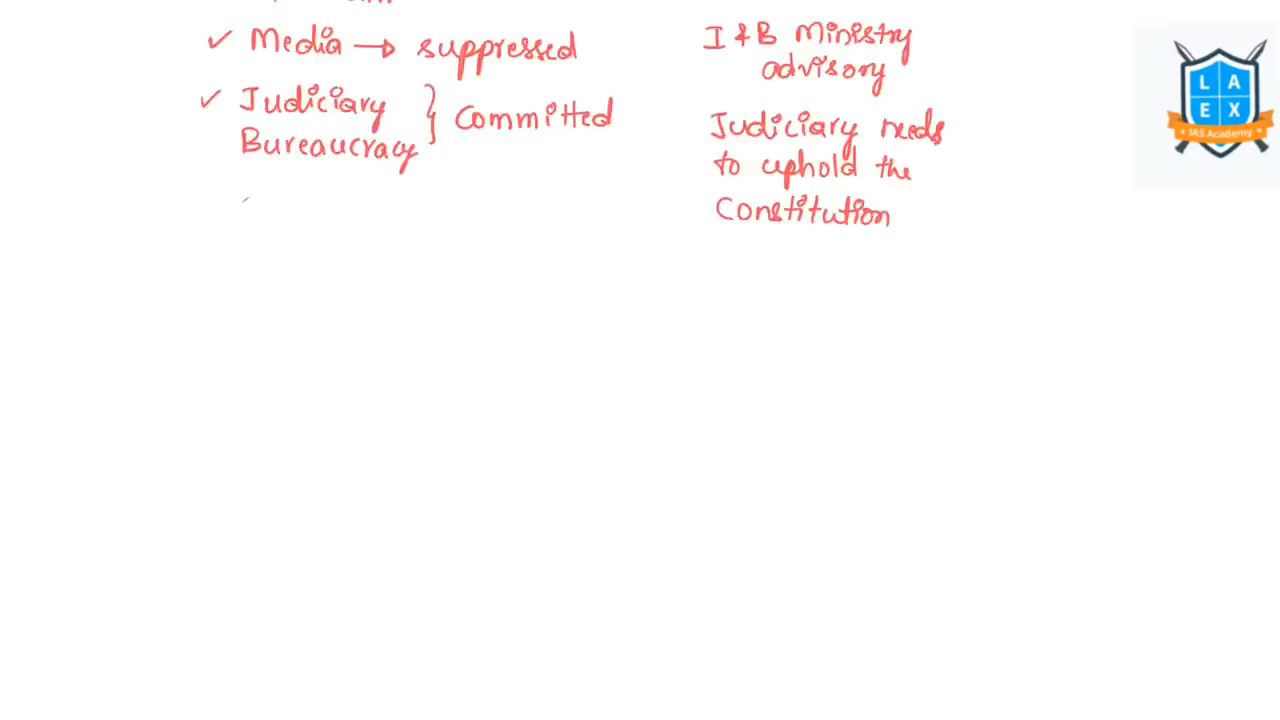 ✓ Media → suppressed
✓ Judiciary
Bureaucracy } Committed
I & B Ministry
advisory
Judiciary needs
to uphold the
Constitution
L A
E X
IAS Academy